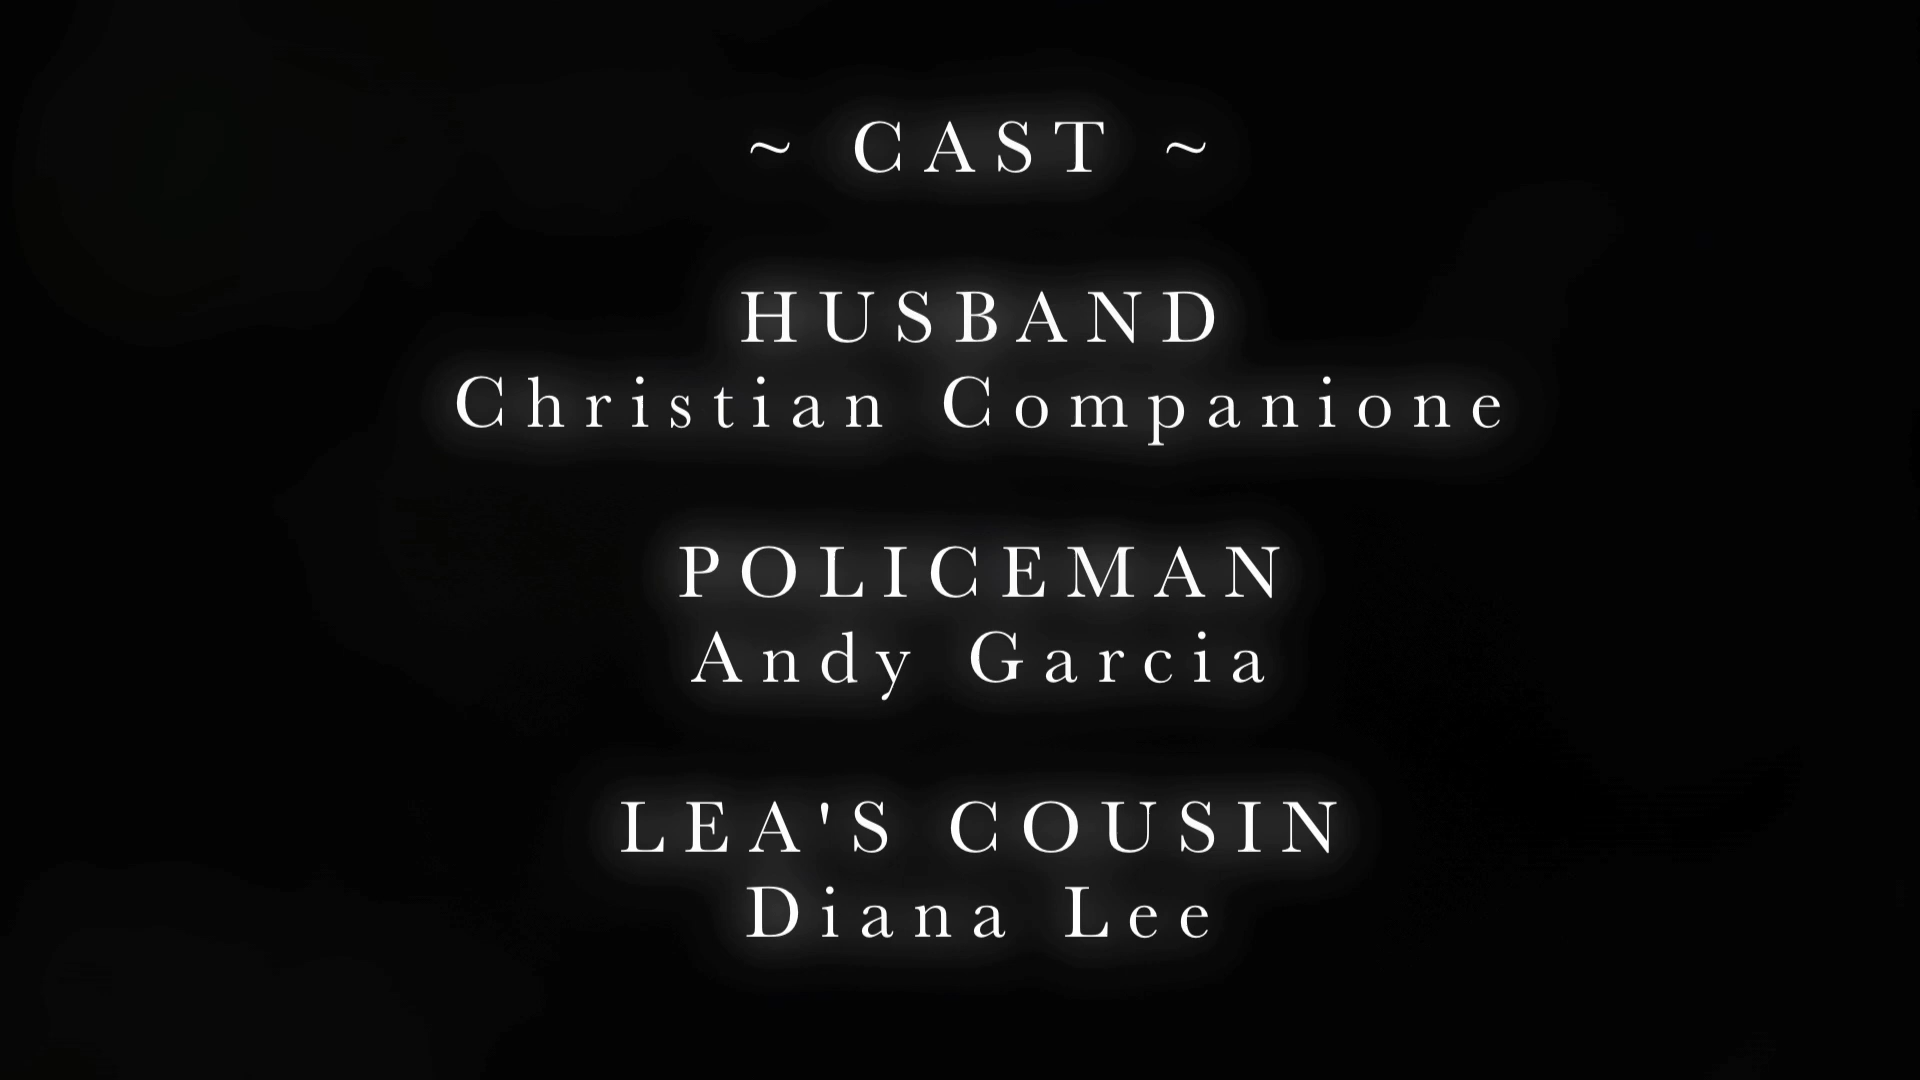 ~ CAST ~
HUSBAND
Christian Companione
POLICEMAN
Andy Garcia
LEA'S COUSIN
Diana Lee